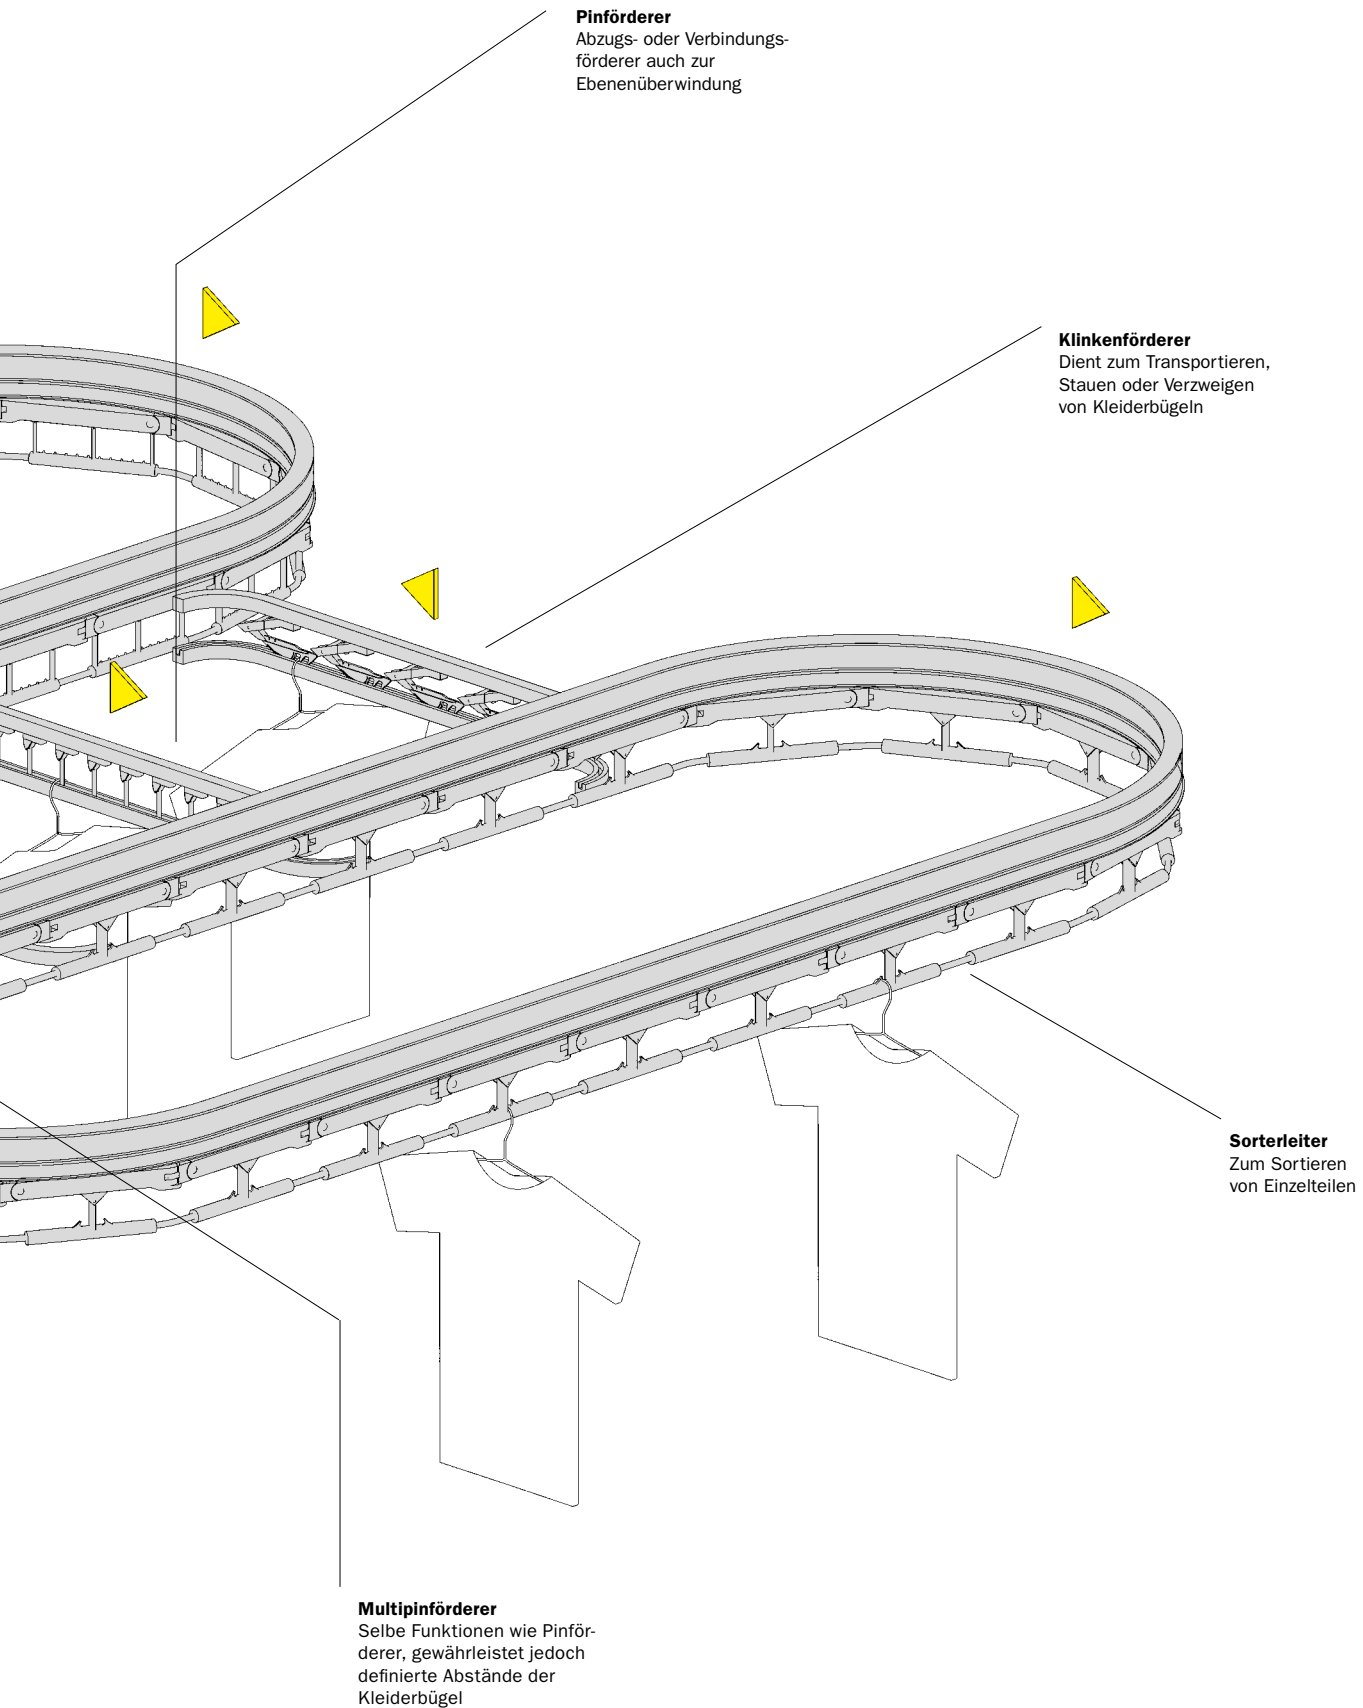 Pinförderer
Abzugs- oder Verbindungs-
förderer auch zur
Ebenenüberwindung
Klinkenförderer
Dient zum Transportieren,
Stauen oder Verzweigen
von Kleiderbügeln
Sorterleiter
Zum Sortieren
von Einzelteilen
Multipinförderer
Selbe Funktionen wie Pinför-
derer, gewährleistet jedoch
definierte Abstände der
Kleiderbügel